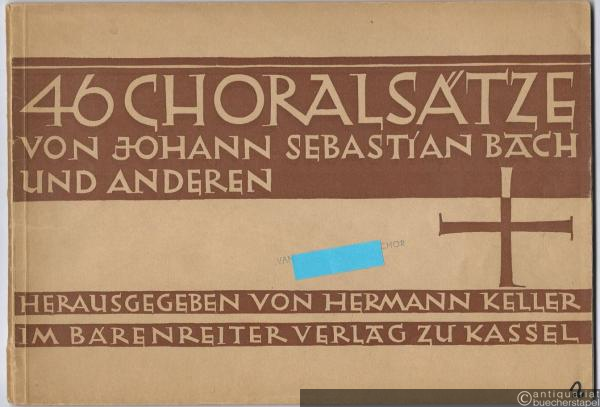 46 CHORALSÄTZE
VON JOHANN SEBASTIAN BACH
UND ANDEREN
CHOR
HERAUSGEGEBEN VON HERMANN KELLER
IM BÄRENREITER VERLAG ZU KASSEL
©antiquariat
buecherstapel